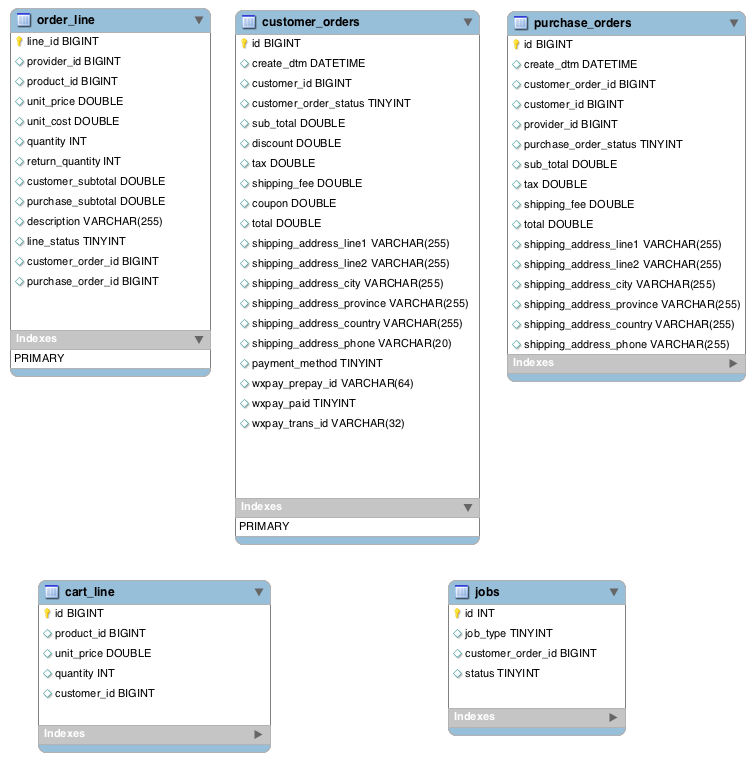 order_line
line_id BIGINT
provider_id BIGINT
product_id BIGINT
unit_price DOUBLE
unit_cost DOUBLE
quantity INT
return_quantity INT
customer_subtotal DOUBLE
purchase_subtotal DOUBLE
description VARCHAR(255)
line_status TINYINT
customer_order_id BIGINT
purchase_order_id BIGINT
Indexes
PRIMARY
customer_orders
id BIGINT
create_dtm DATETIME
customer_id BIGINT
customer_order_status TINYINT
sub_total DOUBLE
discount DOUBLE
tax DOUBLE
shipping_fee DOUBLE
coupon DOUBLE
total DOUBLE
shipping_address_line1 VARCHAR(255)
shipping_address_line2 VARCHAR(255)
shipping_address_city VARCHAR(255)
shipping_address_province VARCHAR(255)
shipping_address_country VARCHAR(255)
shipping_address_phone VARCHAR(20)
payment_method TINYINT
wxpay_prepay_id VARCHAR(64)
wxpay_paid TINYINT
wxpay_trans_id VARCHAR(32)
Indexes
PRIMARY
purchase_orders
id BIGINT
create_dtm DATETIME
customer_order_id BIGINT
customer_id BIGINT
provider_id BIGINT
purchase_order_status TINYINT
sub_total DOUBLE
tax DOUBLE
shipping_fee DOUBLE
total DOUBLE
shipping_address_line1 VARCHAR(255)
shipping_address_line2 VARCHAR(255)
shipping_address_city VARCHAR(255)
shipping_address_province VARCHAR(255)
shipping_address_country VARCHAR(255)
shipping_address_phone VARCHAR(255)
Indexes
cart_line
id BIGINT
product_id BIGINT
unit_price DOUBLE
quantity INT
customer_id BIGINT
Indexes
jobs
id INT
job_type TINYINT
customer_order_id BIGINT
status TINYINT
Indexes